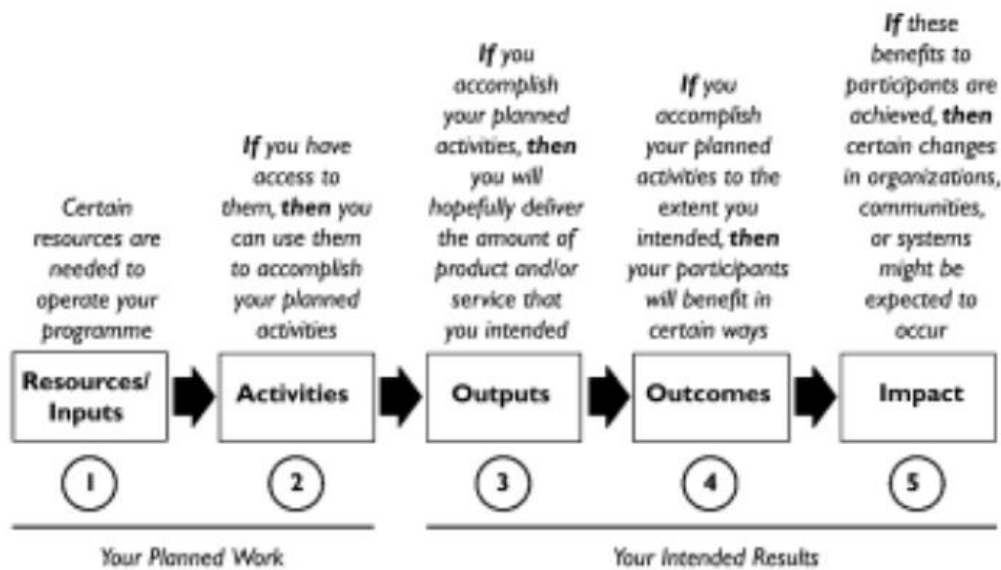 Certain
resources are
needed to
operate your
programme
If you have
access to
them, then you
can use them
to accomplish
your planned
activities
If you
accomplish
your planned
activities, then
you will
hopefully deliver
the amount of
product and/or
service that
you intended
If you
accomplish
your planned
activities to the
extent you
intended, then
your participants
will benefit in
certain ways
If these
benefits to
participants are
achieved, then
certain changes
in organizations,
communities,
or systems
might be
expected to
occur
Resources/
Inputs
Activities
Outputs
Outcomes
Impact
1
2
3
4
5
Your Planned Work
Your Intended Results